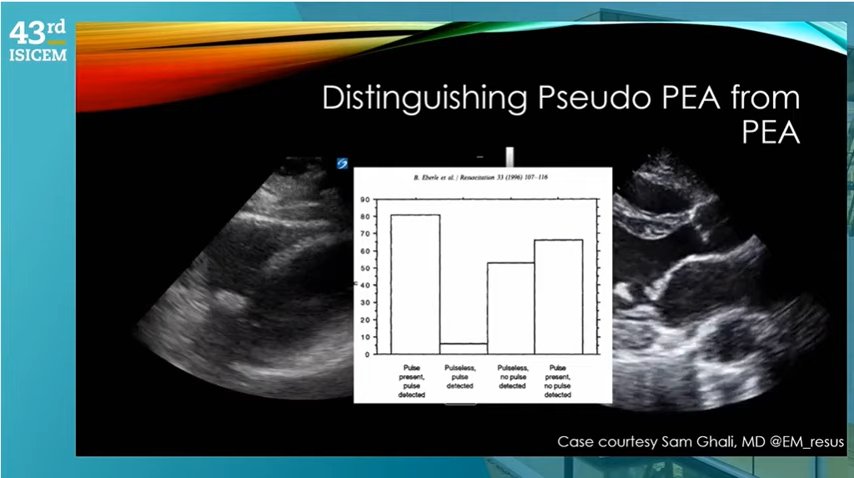 43rd
ISICEM
Distinguishing Pseudo PEA from
PEA
B. Eberle et al. / Resuscitation 33 (1996) 107–116
90
80
70
60
50
40
30
20
10
0
n
Pulse
present,
pulse
detected
Pulseless,
pulse
detected
Pulseless,
no pulse
detected
Pulse
present,
no pulse
detected
Case courtesy Sam Ghali, MD @EM_resus